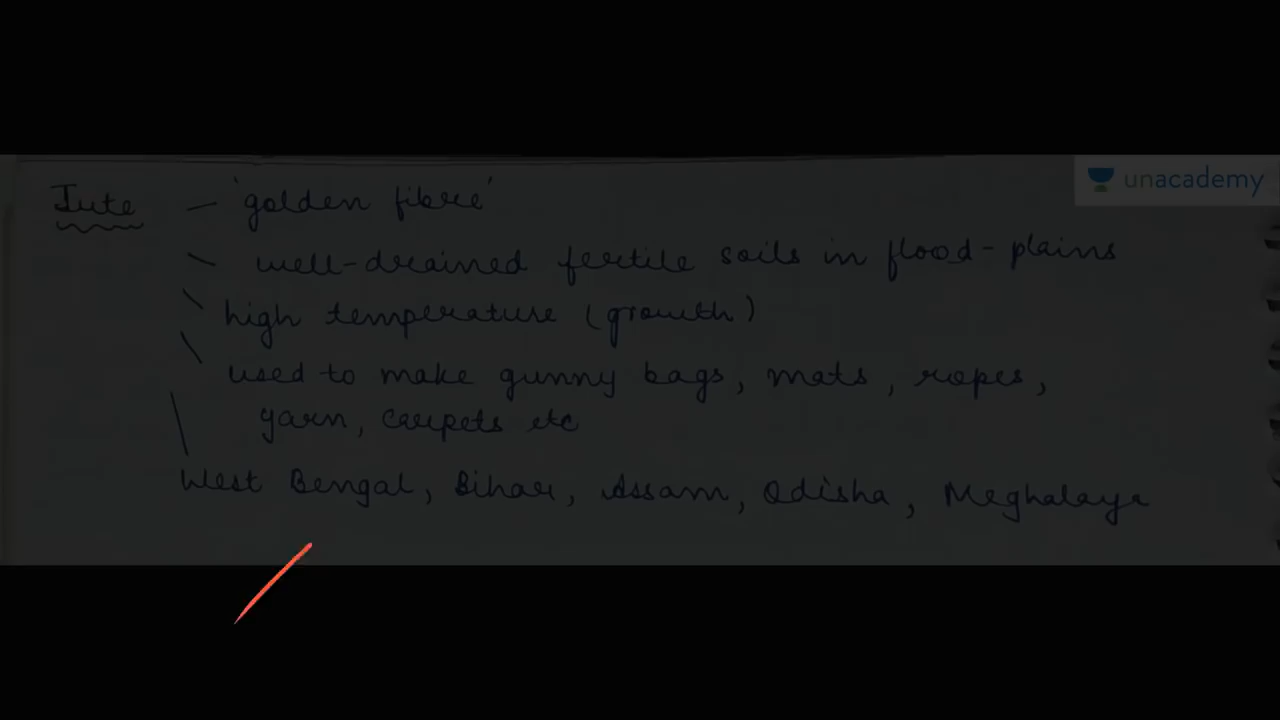 Jute — 'golden fibre'
unacademy
well-drained fertile soils in flood-plains
high temperature (growth)
used to make gunny bags, mats, ropes,
yarn, carpets etc
West Bengal, Bihar, Assam, Odisha, Meghalaya